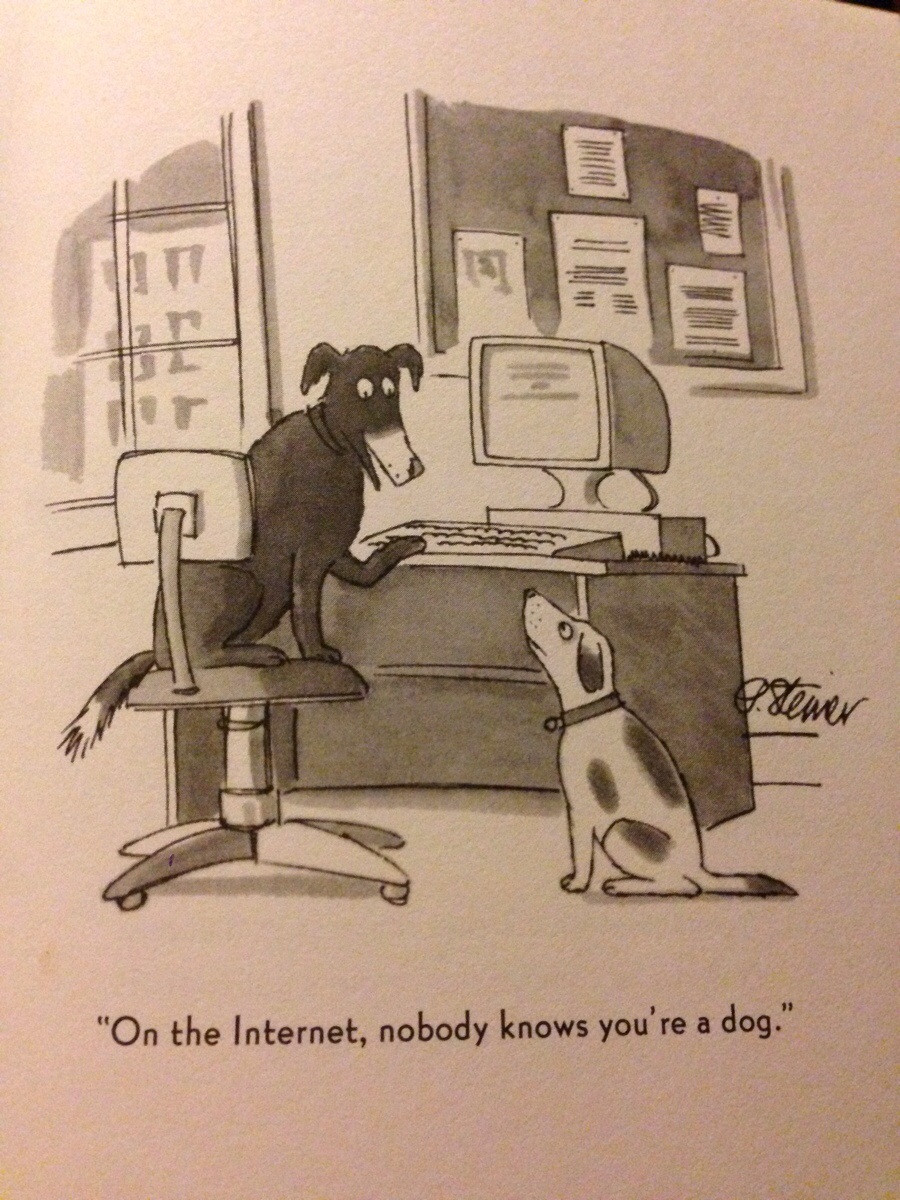 P. Steiner
"On the Internet, nobody knows you're a dog."